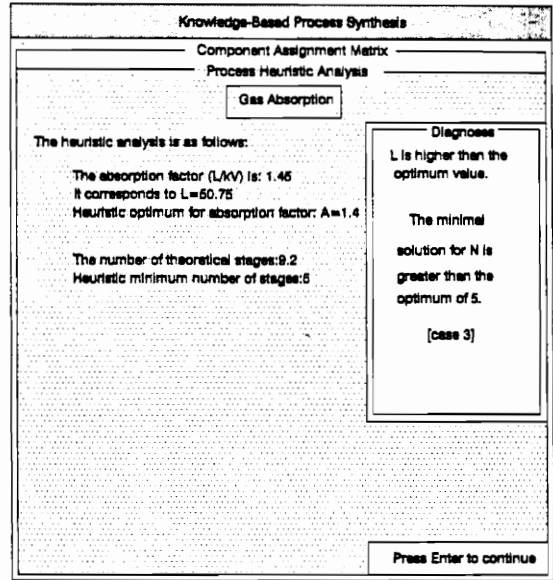 Knowledge-Based Process Synthesis
Component Assignment Matrix
Process Heuristic Analysis
Gas Absorption
The heuristic analysis is as follows:
The absorption factor (L/kV) is: 1.45
It corresponds to L=50.75
Heuristic optimum for absorption factor: A=1.4
The number of theoretical stages:9.2
Heuristic minimum number of stages:5
Diagnoses
L is higher than the
optimum value.
The minimal
solution for N is
greater than the
optimum of 5.
[case 3]
Press Enter to continue